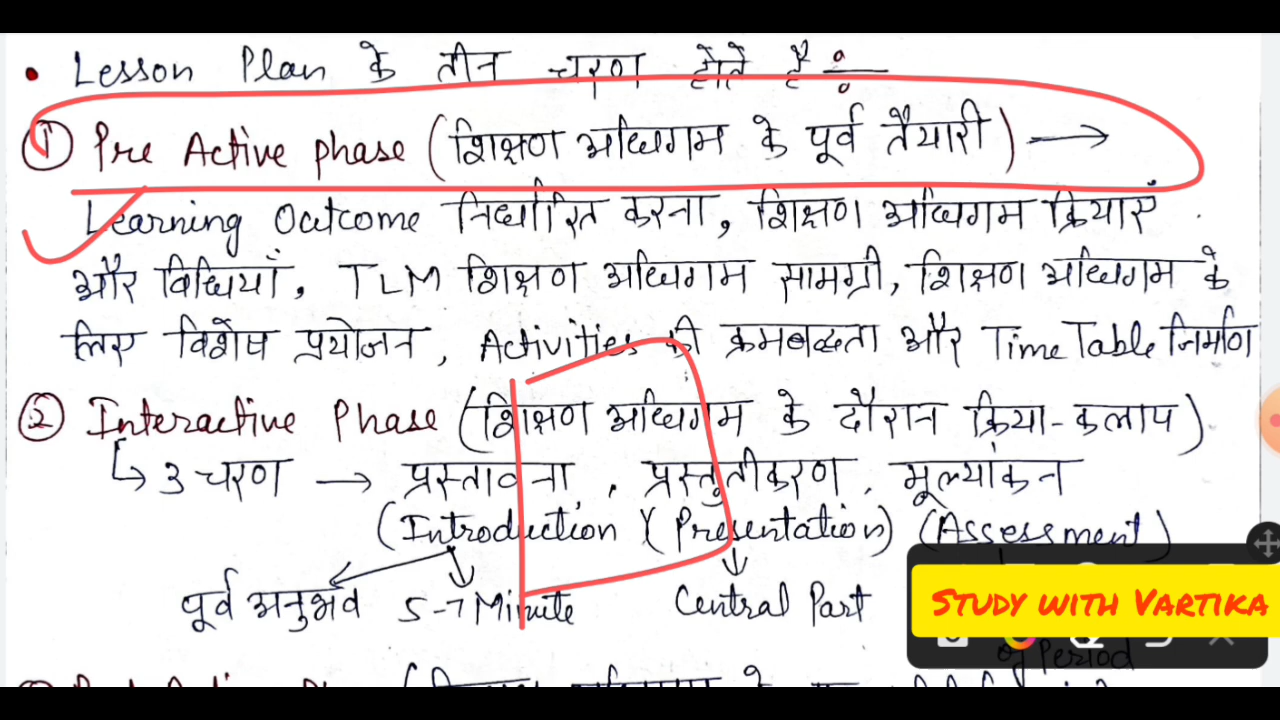 • Lesson Plan के तीन चरण होते हैं :-
① Pre Active phase (शिक्षण अधिगम के पूर्व तैयारी) →
Learning Outcome निर्धारित करना, शिक्षण अधिगम क्रियाएं
और विधियाँ, TLM शिक्षण अधिगम सामग्री, शिक्षण अधिगम के
लिए विशेष प्रयोजन, Activities की क्रमबद्धता और Time Table निर्माण
② Interactive Phase (शिक्षण अधिगम के दौरान क्रिया-कलाप)
↳ 3 चरण → प्रस्तावना, प्रस्तुतीकरण, मूल्यांकन
(Introduction) (Presentation) (Assessment)
पूर्व अनुभव 5-7 Minute Central Part
STUDY WITH VARTIKA
of Period